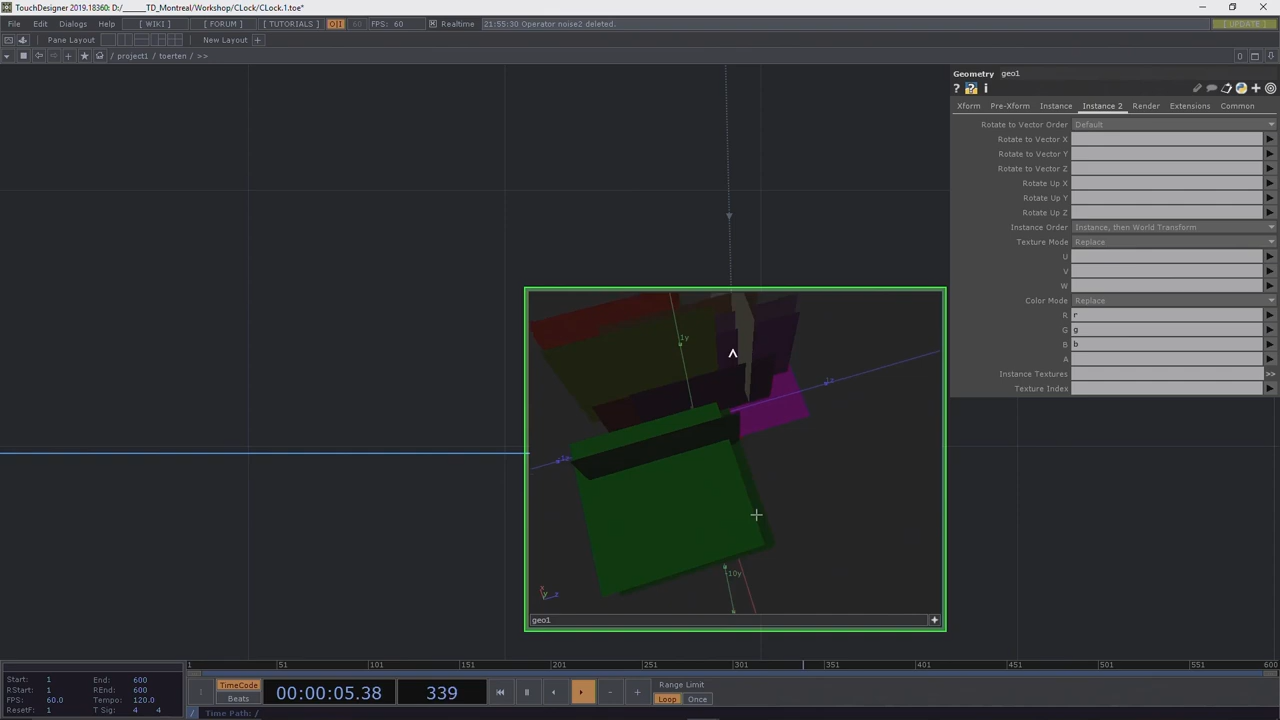 TouchDesigner 2019.18360: D:/______TD_Montreal/Workshop/CLock/CLock.1.toe*
File Edit Dialogs Help [ WIKI ] [ FORUM ] [ TUTORIALS ] O|I FPS: 60 Realtime 21:55:30 Operator noise2 deleted. [ UPDATE ]
Pane Layout New Layout +
/ project1 / toerten / >> 0
Geometry geo1
? i
Xform Pre-Xform Instance Instance 2 Render Extensions Common
Rotate to Vector Order Default
Rotate to Vector X
Rotate to Vector Y
Rotate to Vector Z
Rotate Up X
Rotate Up Y
Rotate Up Z
Instance Order Instance, then World Transform
Texture Mode Replace
U
V
W
Color Mode Replace
R r
G g
B b
A
Instance Textures >>
Texture Index
1y
-10y
x
y z
geo1
1 51 101 151 201 251 301 351 401 451 501 551 600
Start: 1 End: 600
RStart: 1 REnd: 600
FPS: 60.0 Tempo: 120.0
ResetF: 1 T Sig: 4 4
TimeCode
Beats
00:00:05.38 339
Range Limit
Loop Once
/ Time Path: /